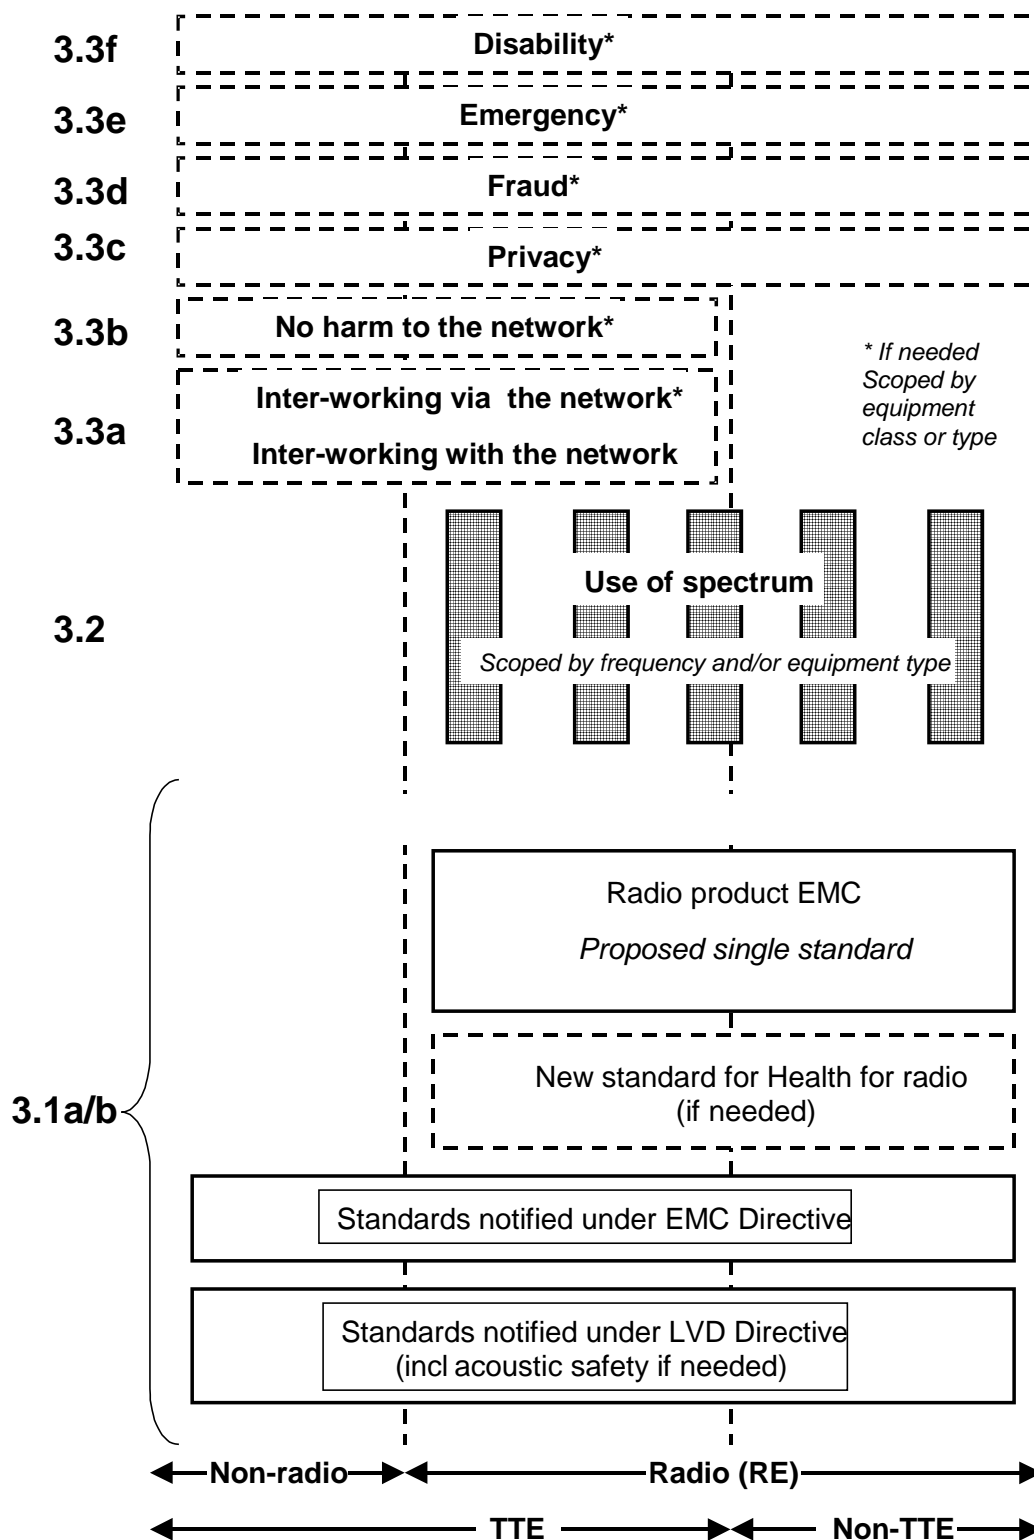 3.3f
Disability*
3.3e
Emergency*
3.3d
Fraud*
3.3c
Privacy*
3.3b
No harm to the network*
3.3a
Inter-working via the network*
Inter-working with the network
* If needed
Scoped by
equipment
class or type
3.2
Use of spectrum
Scoped by frequency and/or equipment type
3.1a/b
Radio product EMC
Proposed single standard
New standard for Health for radio
(if needed)
Standards notified under EMC Directive
Standards notified under LVD Directive
(incl acoustic safety if needed)
Non-radio
Radio (RE)
TTE
Non-TTE